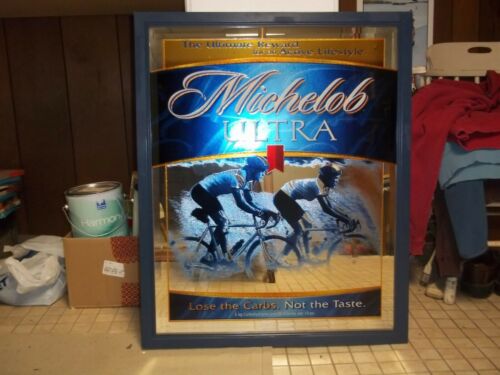 The Ultimate Reward
for an Active Lifestyle.
Michelob
ULTRA
Lose the Carbs. Not the Taste.
Harmony